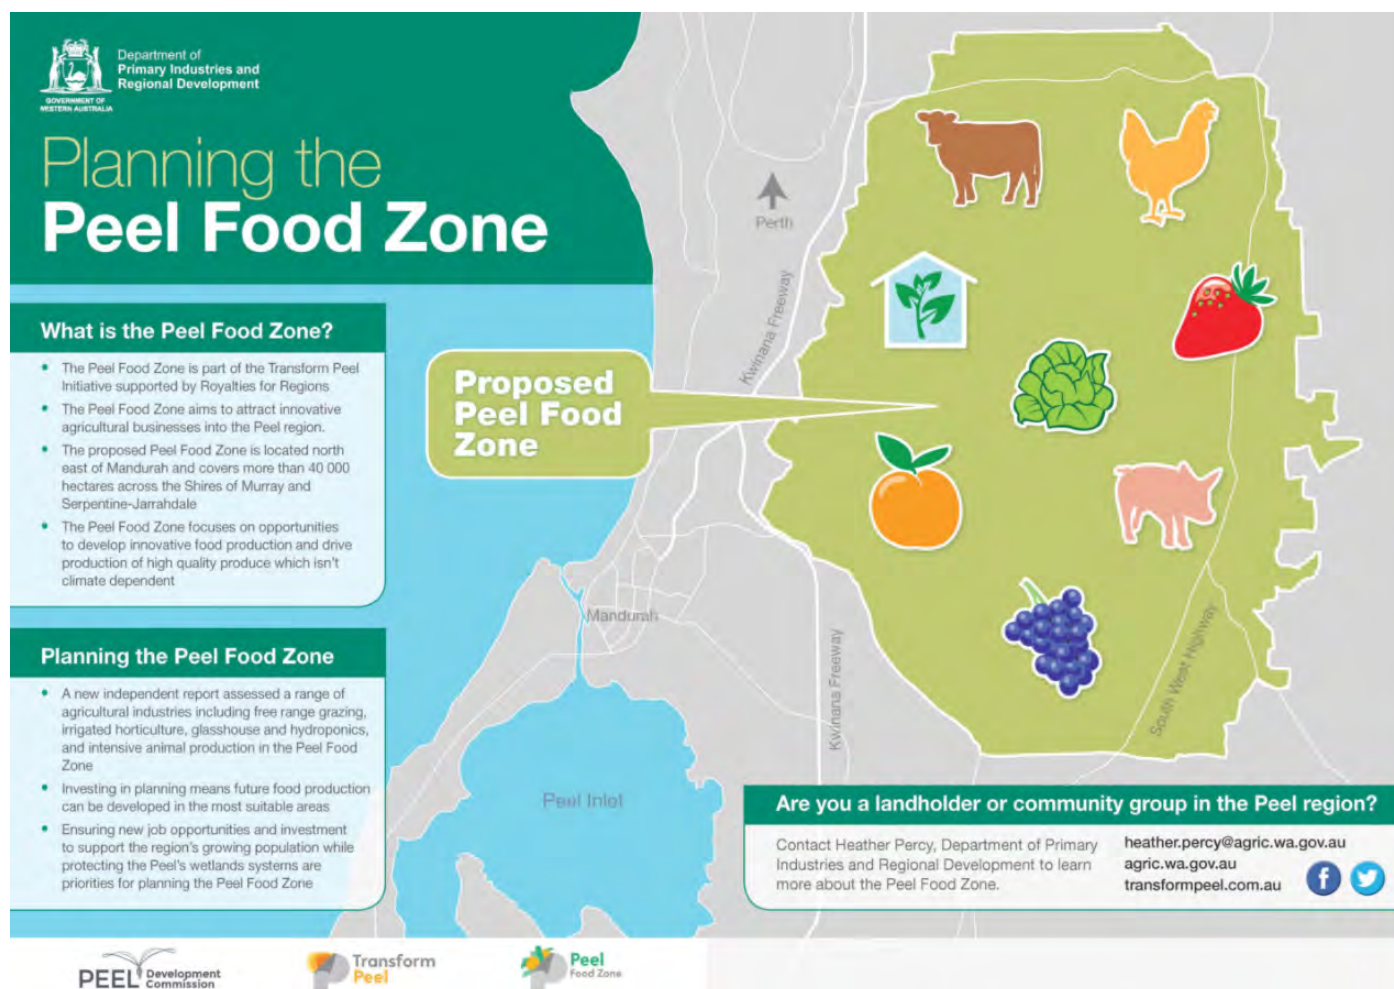 Department of
Primary Industries and
Regional Development
GOVERNMENT OF
WESTERN AUSTRALIA
Planning the
Peel Food Zone
What is the Peel Food Zone?
• The Peel Food Zone is part of the Transform Peel
Initiative supported by Royalties for Regions
• The Peel Food Zone aims to attract innovative
agricultural businesses into the Peel region.
• The proposed Peel Food Zone is located north
east of Mandurah and covers more than 40 000
hectares across the Shires of Murray and
Serpentine-Jarrahdale
• The Peel Food Zone focuses on opportunities
to develop innovative food production and drive
production of high quality produce which isn't
climate dependent
Planning the Peel Food Zone
• A new independent report assessed a range of
agricultural industries including free range grazing,
irrigated horticulture, glasshouse and hydroponics,
and intensive animal production in the Peel Food
Zone
• Investing in planning means future food production
can be developed in the most suitable areas
• Ensuring new job opportunities and investment
to support the region's growing population while
protecting the Peel's wetlands systems are
priorities for planning the Peel Food Zone
Perth
Kwinana Freeway
Proposed
Peel Food
Zone
Mandurah
Kwinana Freeway
South West Highway
Peel Inlet
Are you a landholder or community group in the Peel region?
Contact Heather Percy, Department of Primary
Industries and Regional Development to learn
more about the Peel Food Zone.
heather.percy@agric.wa.gov.au
agric.wa.gov.au
transformpeel.com.au
f
PEEL Development
Commission
Transform
Peel
Peel
Food Zone